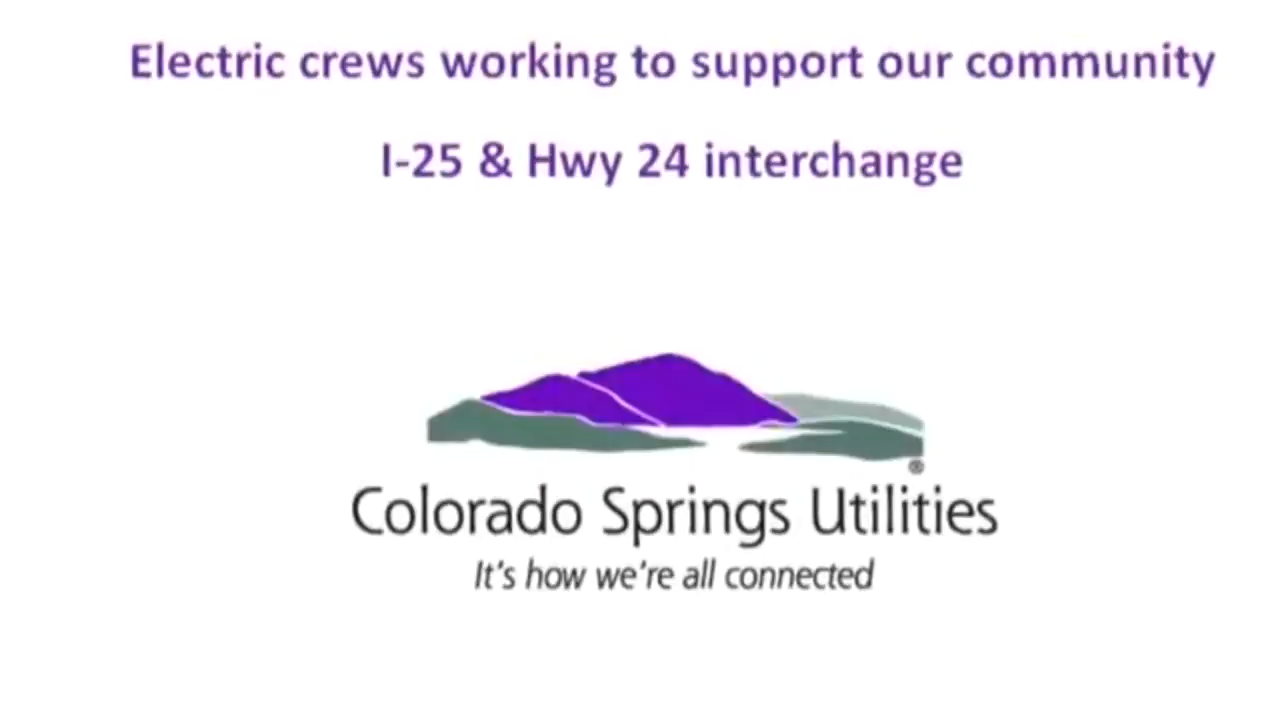 Electric crews working to support our community
I-25 & Hwy 24 interchange
®
Colorado Springs Utilities
It's how we're all connected